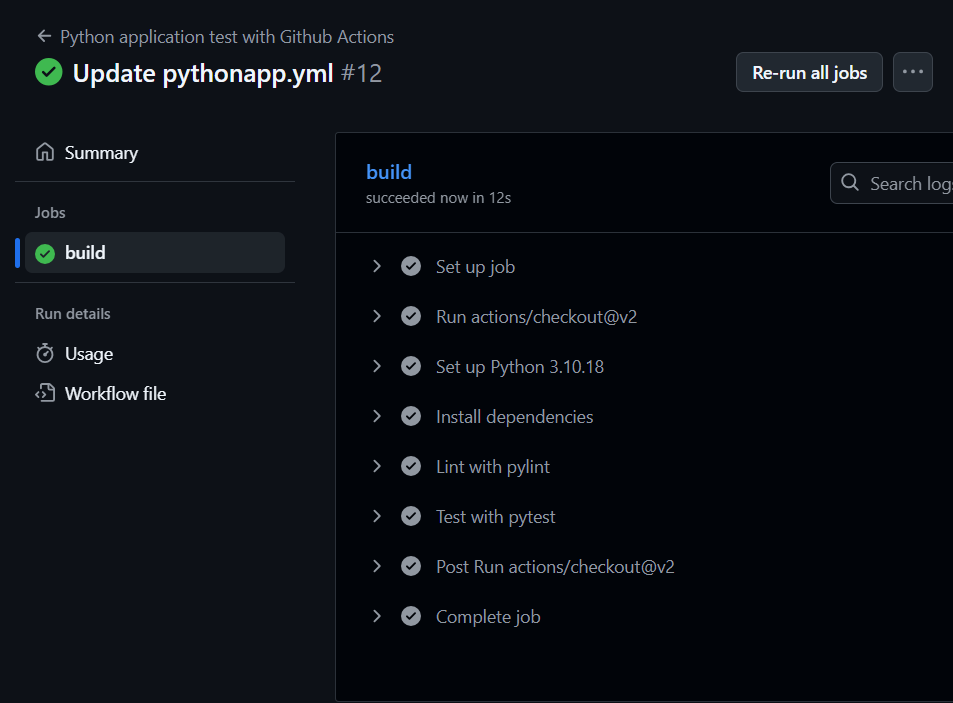 Python application test with Github Actions
Update pythonapp.yml #12
Re-run all jobs
Summary
Jobs
build
Run details
Usage
Workflow file
build
succeeded now in 12s
Search logs
Set up job
Run actions/checkout@v2
Set up Python 3.10.18
Install dependencies
Lint with pylint
Test with pytest
Post Run actions/checkout@v2
Complete job